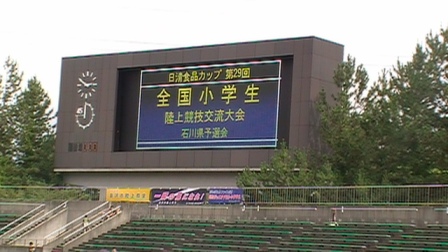 日清食品カップ 第29回
全国小学生
陸上競技交流大会
石川県予選会